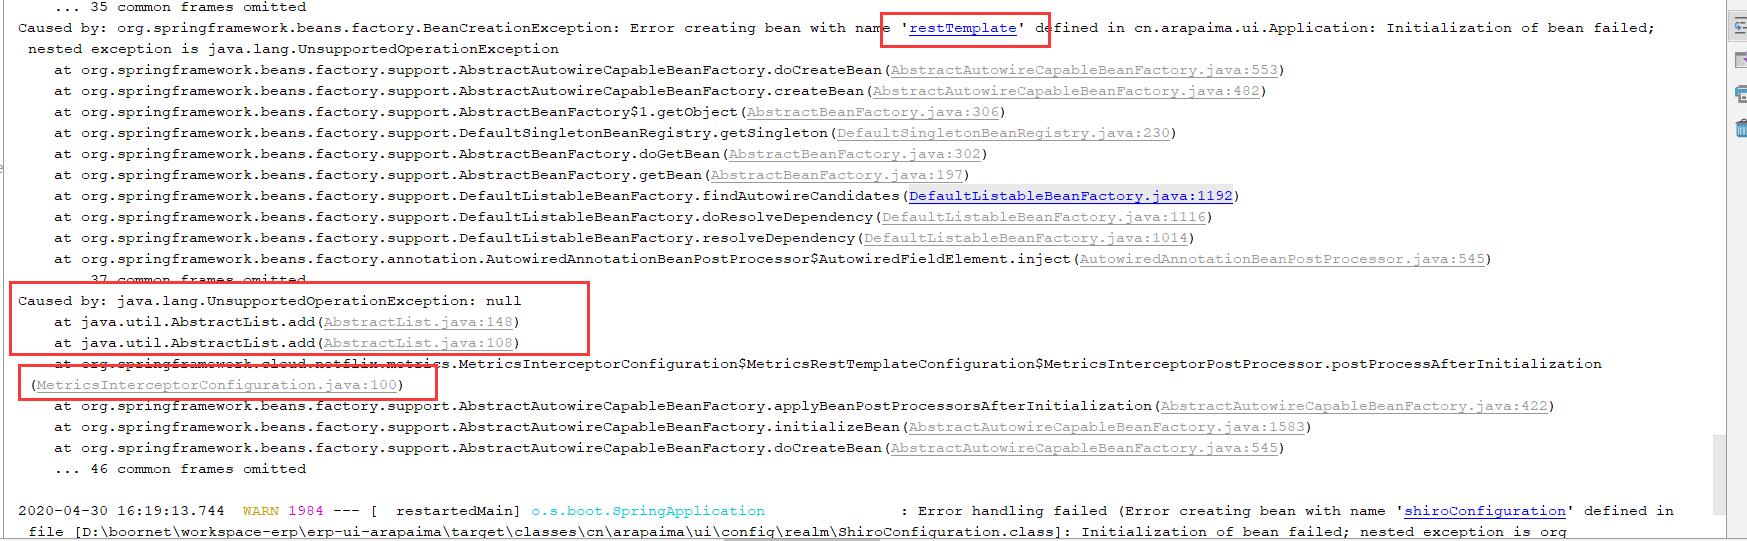 ... 35 common frames omitted
Caused by: org.springframework.beans.factory.BeanCreationException: Error creating bean with name 'restTemplate' defined in cn.arapaima.ui.Application: Initialization of bean failed;
nested exception is java.lang.UnsupportedOperationException
at org.springframework.beans.factory.support.AbstractAutowireCapableBeanFactory.doCreateBean(AbstractAutowireCapableBeanFactory.java:553)
at org.springframework.beans.factory.support.AbstractAutowireCapableBeanFactory.createBean(AbstractAutowireCapableBeanFactory.java:482)
at org.springframework.beans.factory.support.AbstractBeanFactory$1.getObject(AbstractBeanFactory.java:306)
at org.springframework.beans.factory.support.DefaultSingletonBeanRegistry.getSingleton(DefaultSingletonBeanRegistry.java:230)
at org.springframework.beans.factory.support.AbstractBeanFactory.doGetBean(AbstractBeanFactory.java:302)
at org.springframework.beans.factory.support.AbstractBeanFactory.getBean(AbstractBeanFactory.java:197)
at org.springframework.beans.factory.support.DefaultListableBeanFactory.findAutowireCandidates(DefaultListableBeanFactory.java:1192)
at org.springframework.beans.factory.support.DefaultListableBeanFactory.doResolveDependency(DefaultListableBeanFactory.java:1116)
at org.springframework.beans.factory.support.DefaultListableBeanFactory.resolveDependency(DefaultListableBeanFactory.java:1014)
at org.springframework.beans.factory.annotation.AutowiredAnnotationBeanPostProcessor$AutowiredFieldElement.inject(AutowiredAnnotationBeanPostProcessor.java:545)
... 37 common frames omitted
Caused by: java.lang.UnsupportedOperationException: null
at java.util.AbstractList.add(AbstractList.java:148)
at java.util.AbstractList.add(AbstractList.java:108)
at org.springframework.cloud.netflix.metrics.MetricsInterceptorConfiguration$MetricsRestTemplateConfiguration$MetricsInterceptorPostProcessor.postProcessAfterInitialization
(MetricsInterceptorConfiguration.java:100)
at org.springframework.beans.factory.support.AbstractAutowireCapableBeanFactory.applyBeanPostProcessorsAfterInitialization(AbstractAutowireCapableBeanFactory.java:422)
at org.springframework.beans.factory.support.AbstractAutowireCapableBeanFactory.initializeBean(AbstractAutowireCapableBeanFactory.java:1583)
at org.springframework.beans.factory.support.AbstractAutowireCapableBeanFactory.doCreateBean(AbstractAutowireCapableBeanFactory.java:545)
... 46 common frames omitted
2020-04-30 16:19:13.744 WARN 1984 --- [ restartedMain] o.s.boot.SpringApplication : Error handling failed (Error creating bean with name 'shiroConfiguration' defined in
file [D:\boornet\workspace-erp\erp-ui-arapaima\target\classes\cn\arapaima\ui\config\realm\ShiroConfiguration.class]: Initialization of bean failed; nested exception is org